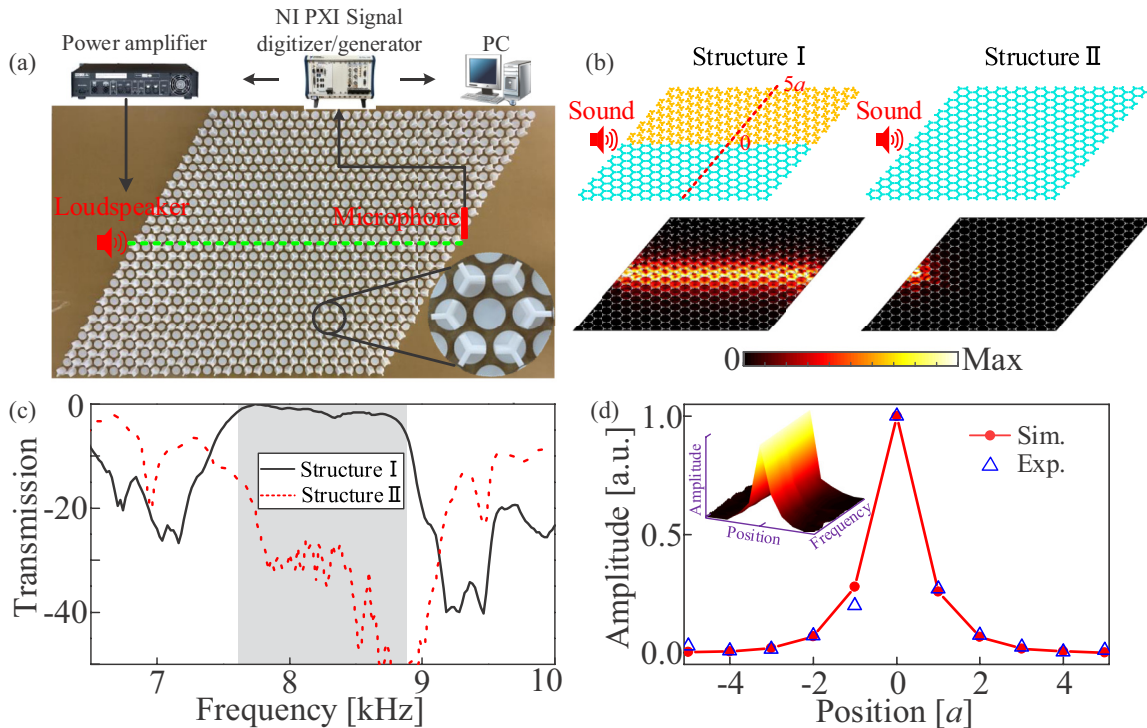 (a)
Power amplifier
NI PXI Signal
digitizer/generator
PC
Loudspeaker
Microphone
(b)
Structure Ⅰ
Structure Ⅱ
Sound
5a
0
Sound
0
Max
(c)
Transmission
0
-20
-40
Structure Ⅰ
Structure Ⅱ
6
7
8
9
10
Frequency [kHz]
(d)
Amplitude [a.u.]
1.0
0.5
0.0
Amplitude
Position
Frequency
Sim.
Exp.
-4
-2
0
2
4
Position [a]